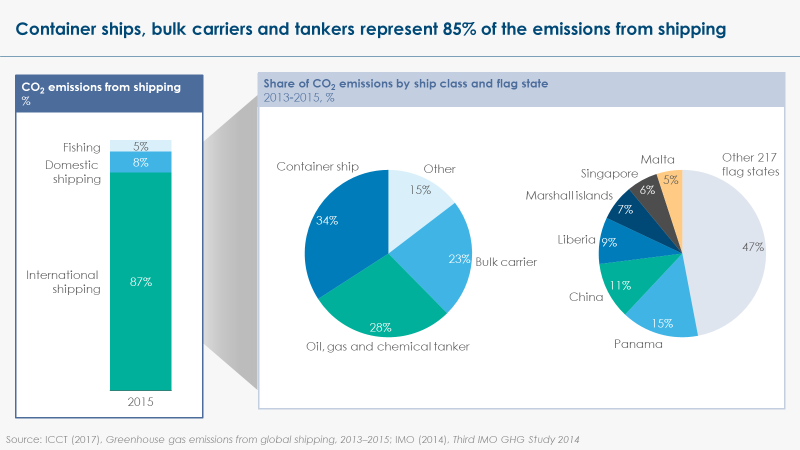 Container ships, bulk carriers and tankers represent 85% of the emissions from shipping
CO₂ emissions from shipping
%
Fishing
5%
Domestic
shipping
8%
International
shipping
87%
2015
Share of CO₂ emissions by ship class and flag state
2013-2015, %
Container ship
Other
15%
34%
23%
Bulk carrier
28%
Oil, gas and chemical tanker
Malta
Other 217
flag states
Singapore
5%
6%
Marshall islands
7%
Liberia
9%
47%
11%
China
15%
Panama
Source: ICCT (2017). Greenhouse gas emissions from global shipping, 2013–2015; IMO (2014). Third IMO GHG Study 2014